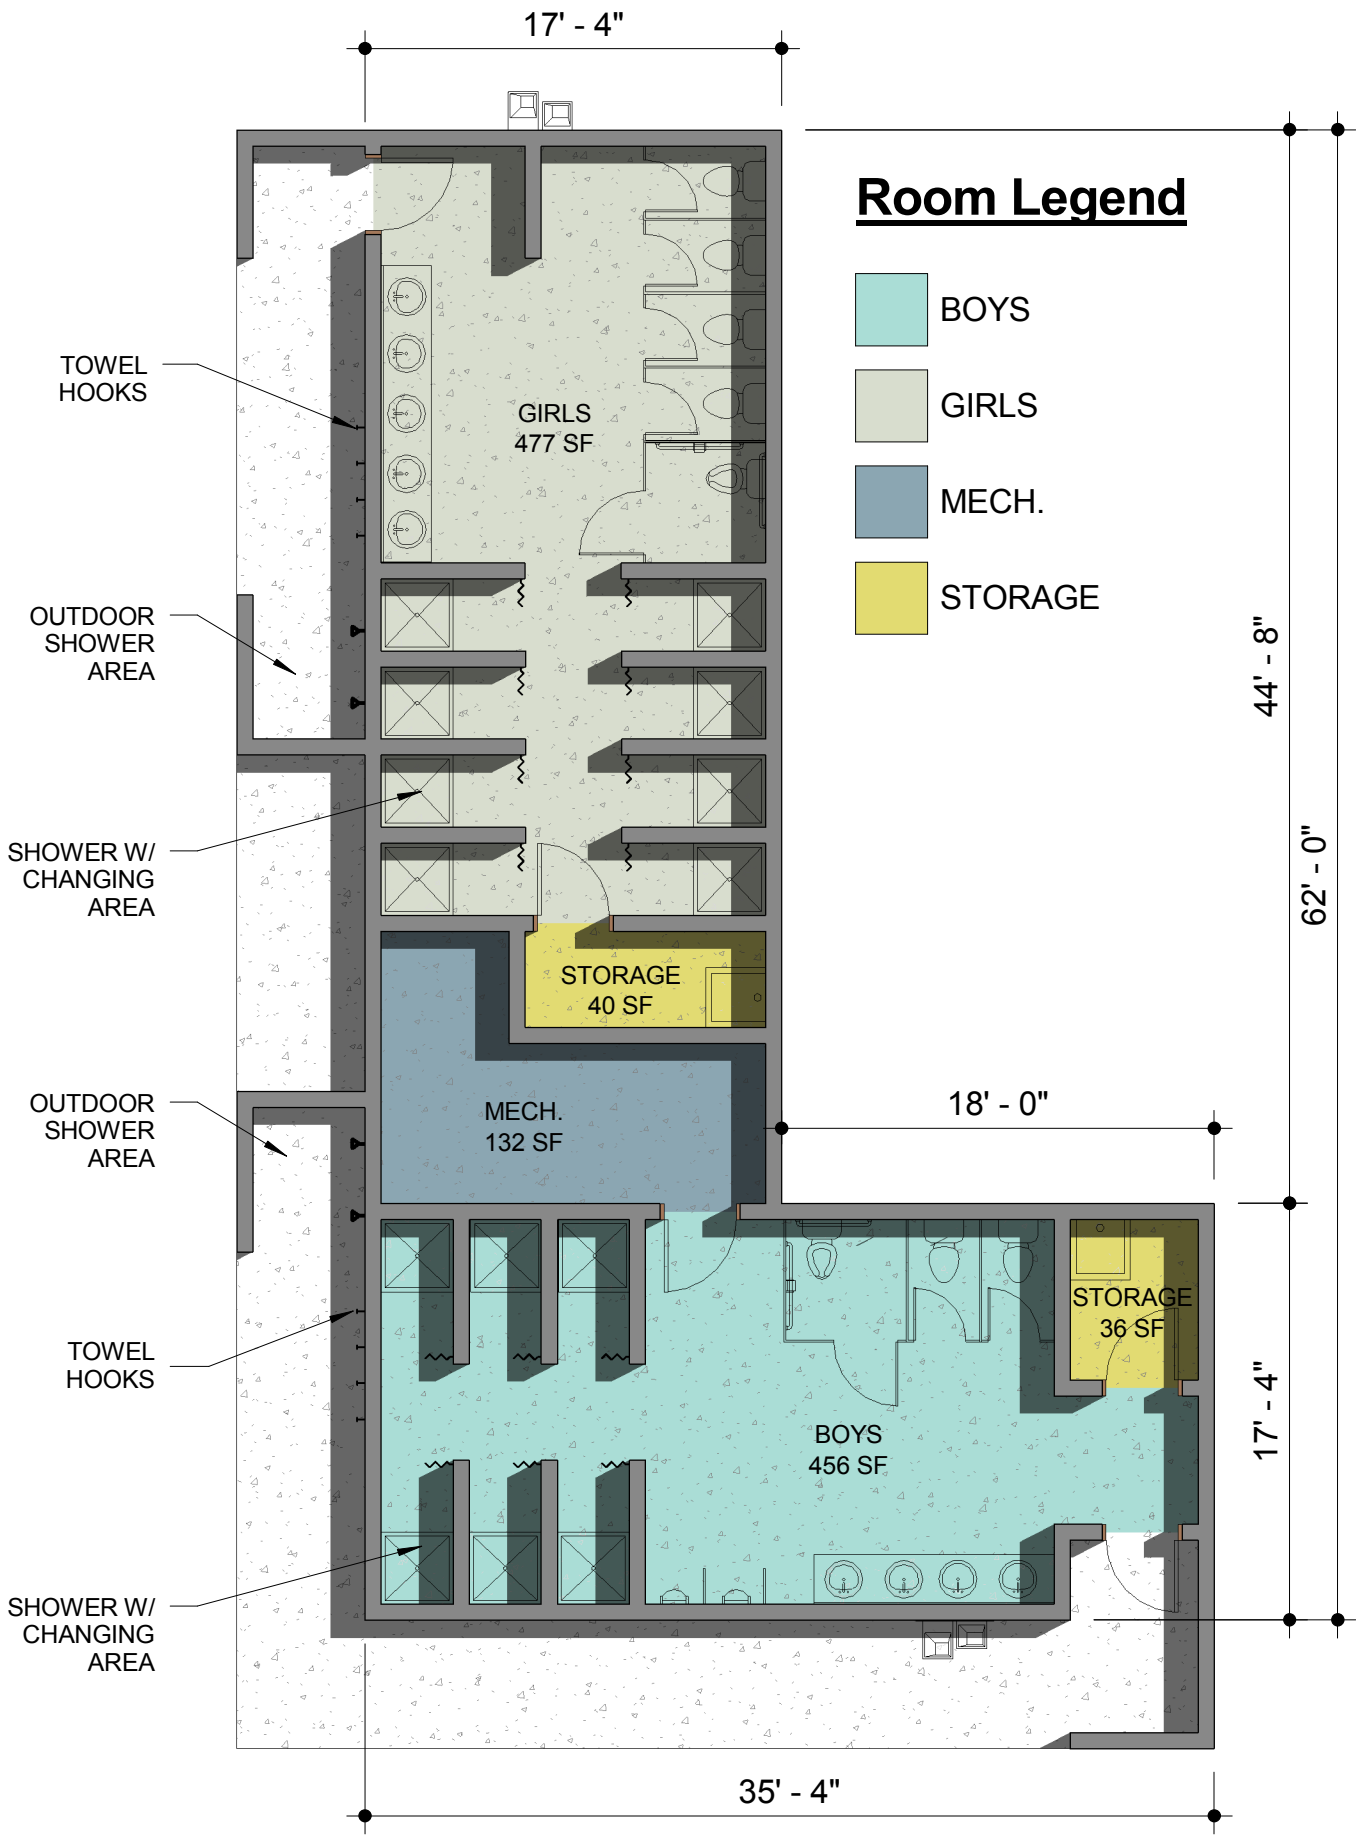 17' - 4"
Room Legend
BOYS
GIRLS
MECH.
STORAGE
TOWEL
HOOKS
GIRLS
477 SF
OUTDOOR
SHOWER
AREA
44' - 8"
62' - 0"
SHOWER W/
CHANGING
AREA
STORAGE
40 SF
OUTDOOR
SHOWER
AREA
MECH.
132 SF
18' - 0"
STORAGE
36 SF
TOWEL
HOOKS
17' - 4"
BOYS
456 SF
SHOWER W/
CHANGING
AREA
35' - 4"